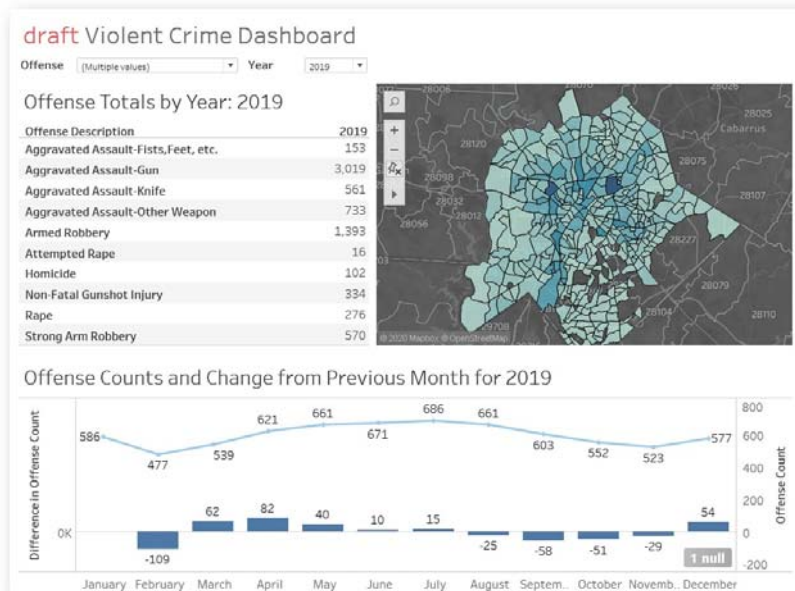 draft Violent Crime Dashboard
Offense (Multiple values) Year 2019
Offense Totals by Year: 2019
Offense Description 2019
Aggravated Assault-Fists,Feet, etc. 153
Aggravated Assault-Gun 3,019
Aggravated Assault-Knife 561
Aggravated Assault-Other Weapon 733
Armed Robbery 1,393
Attempted Rape 16
Homicide 102
Non-Fatal Gunshot Injury 334
Rape 276
Strong Arm Robbery 570
28026
28025
Cabarrus
28120
28075
28098
28032
28107
28056
28012
28227
28079
28104
28110
29708
© 2020 Mapbox © OpenStreetMap
Offense Counts and Change from Previous Month for 2019
Difference in Offense Count
0K
586 477 539 621 661 671 686 661 603 552 523 577
-109 62 82 40 10 15 -25 -58 -51 -29 54
1 null
800
600
400
200
0
-200
Offense Count
January February March April May June July August Septem.. October Novemb.. December